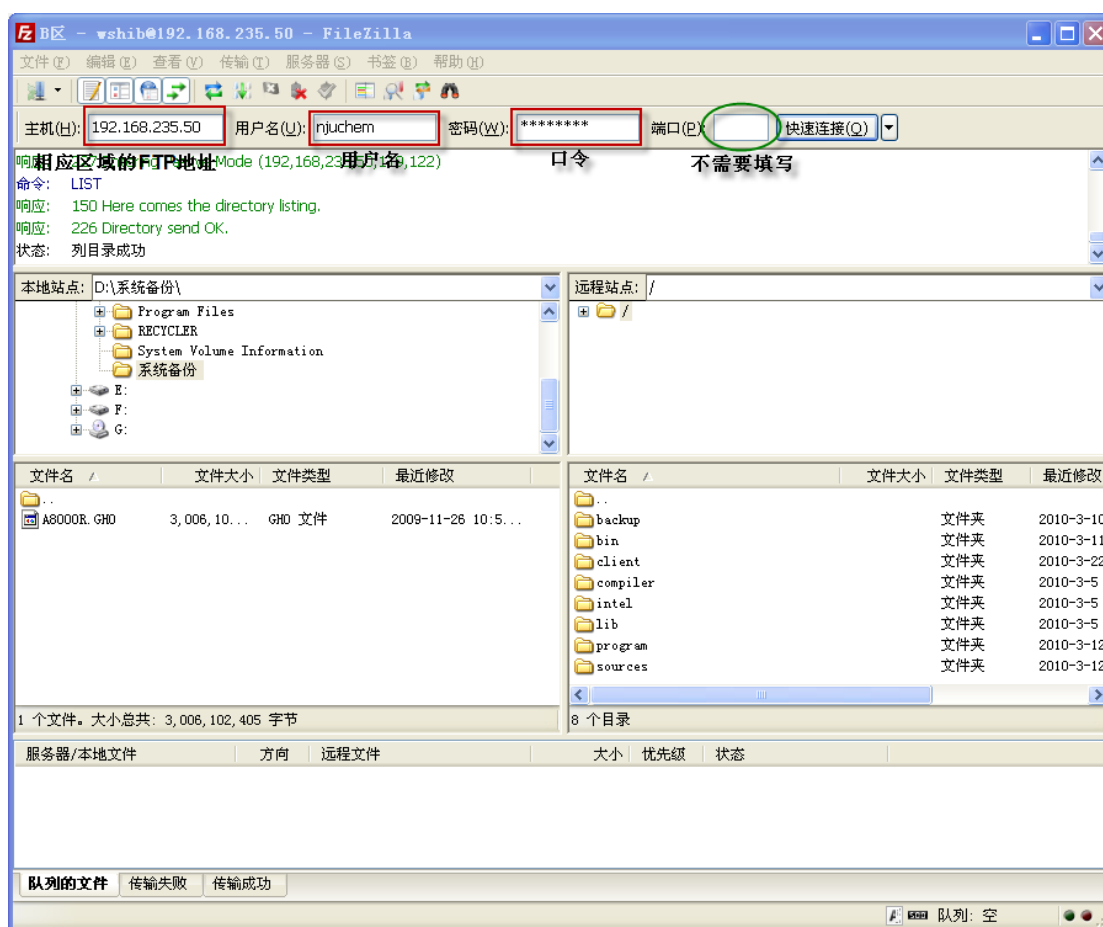 B区 - wshib@192.168.235.50 - FileZilla
文件(F) 编辑(E) 查看(V) 传输(T) 服务器(S) 书签(B) 帮助(H)
主机(H): 192.168.235.50 用户名(U): njuchem 密码(W): ******** 端口(P): 快速连接(Q)
相应区域的FTP地址 用户名 口令 不需要填写
Mode (192,168,23
,122)
命令: LIST
响应: 150 Here comes the directory listing.
响应: 226 Directory send OK.
状态: 列目录成功
本地站点: D:\系统备份\
Program Files
RECYCLER
System Volume Information
系统备份
E:
F:
G:
远程站点: /
/
文件名 文件大小 文件类型 最近修改
..
A8000R.GHO 3,006,10... GHO 文件 2009-11-26 10:5...
1 个文件。大小总共: 3,006,102,405 字节
文件名 文件大小 文件类型 最近修改
..
backup 文件夹 2010-3-10
bin 文件夹 2010-3-11
client 文件夹 2010-3-22
compiler 文件夹 2010-3-5
intel 文件夹 2010-3-5
lib 文件夹 2010-3-5
program 文件夹 2010-3-12
sources 文件夹 2010-3-12
8 个目录
服务器/本地文件 方向 远程文件 大小 优先级 状态
队列的文件 传输失败 传输成功
队列: 空